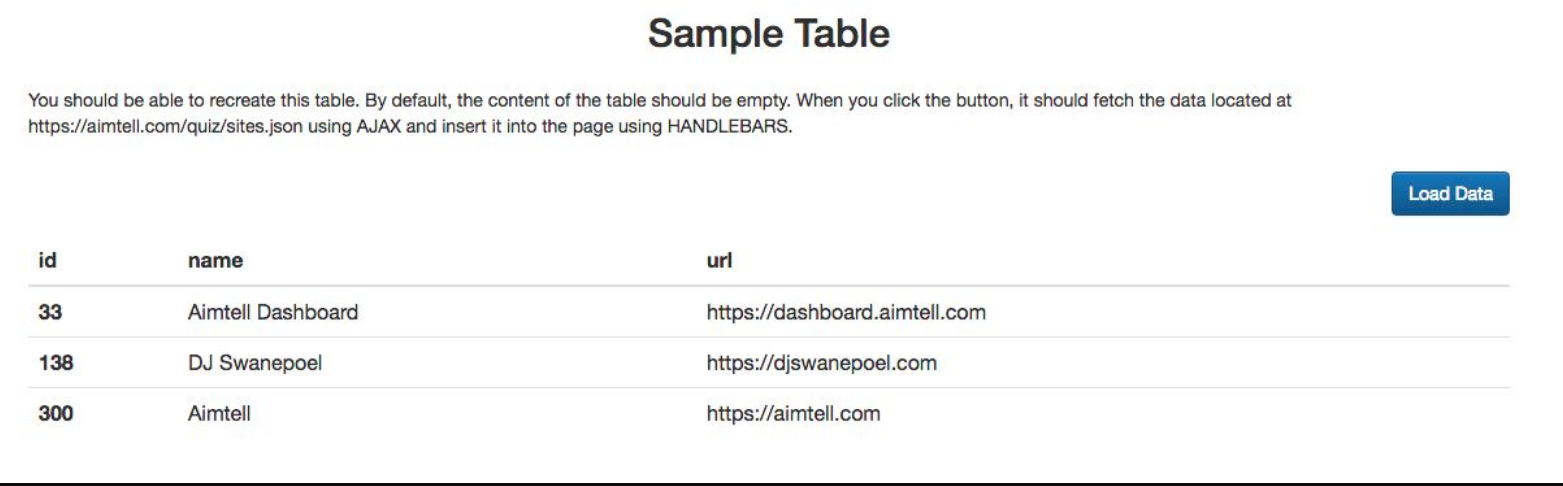 Sample Table
You should be able to recreate this table. By default, the content of the table should be empty. When you click the button, it should fetch the data located at
https://aimtell.com/quiz/sites.json using AJAX and insert it into the page using HANDLEBARS.
Load Data
id name url
33 Aimtell Dashboard https://dashboard.aimtell.com
138 DJ Swanepoel https://djswanepoel.com
300 Aimtell https://aimtell.com